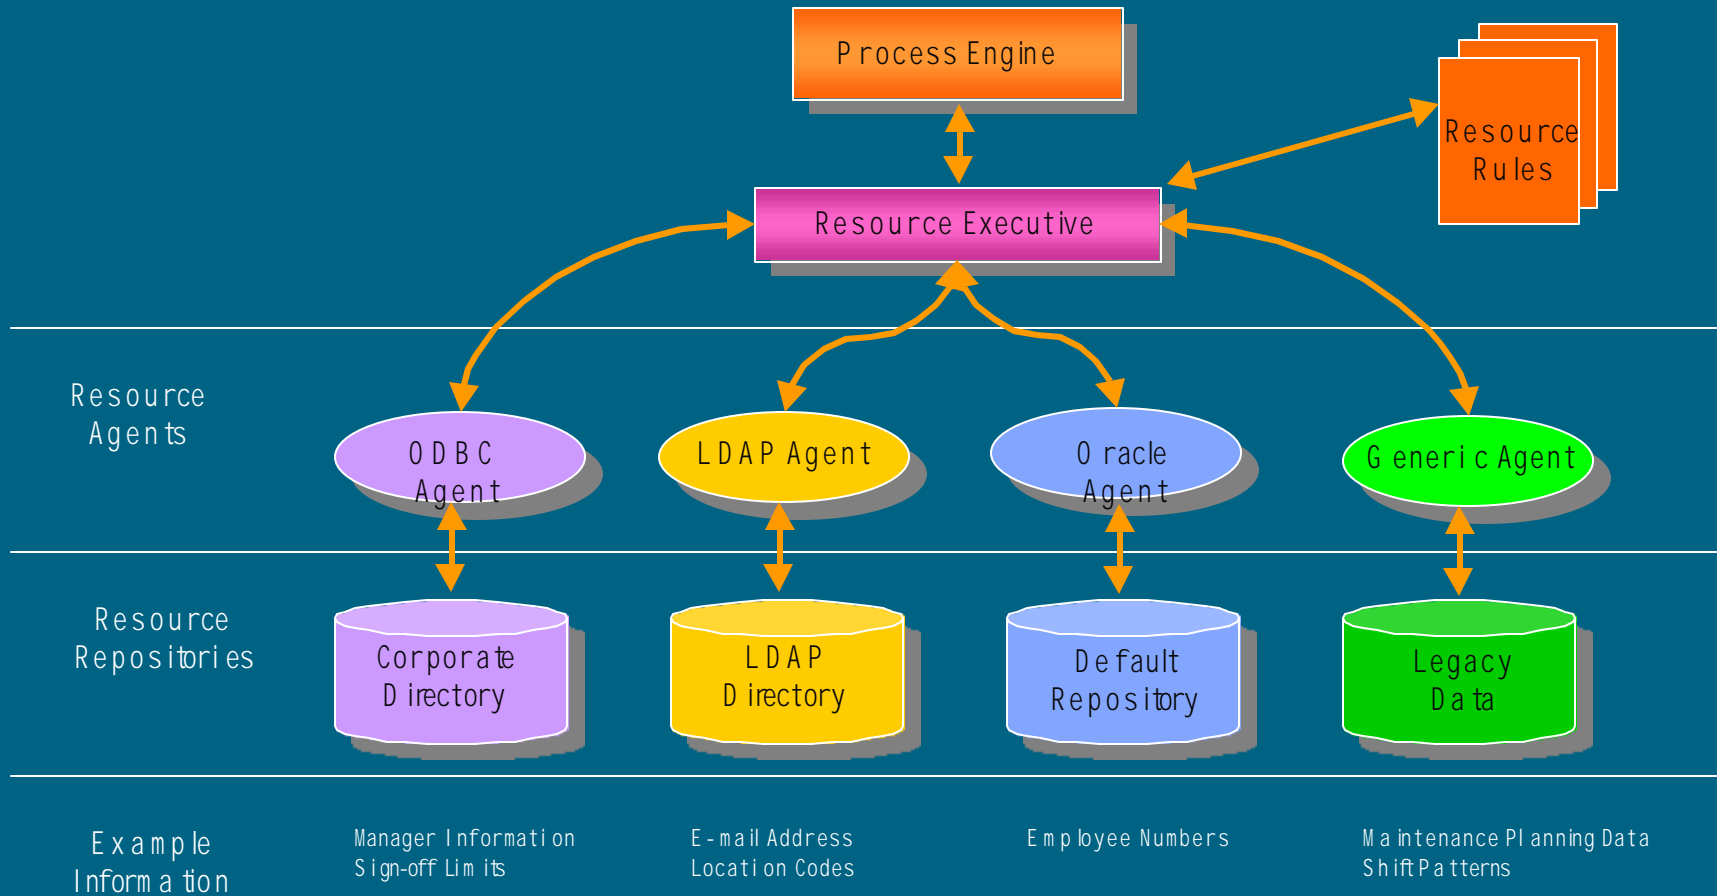 Process Engine
Resource
Rules
Resource Executive
Resource
Agents
ODBC
Agent
LDAP Agent
Oracle
Agent
Generic Agent
Resource
Repositories
Corporate
Directory
LDAP
Directory
Default
Repository
Legacy
Data
Example
Information
Manager Information
Sign-off Limits
E-mail Address
Location Codes
Employee Numbers
Maintenance Planning Data
Shift Patterns